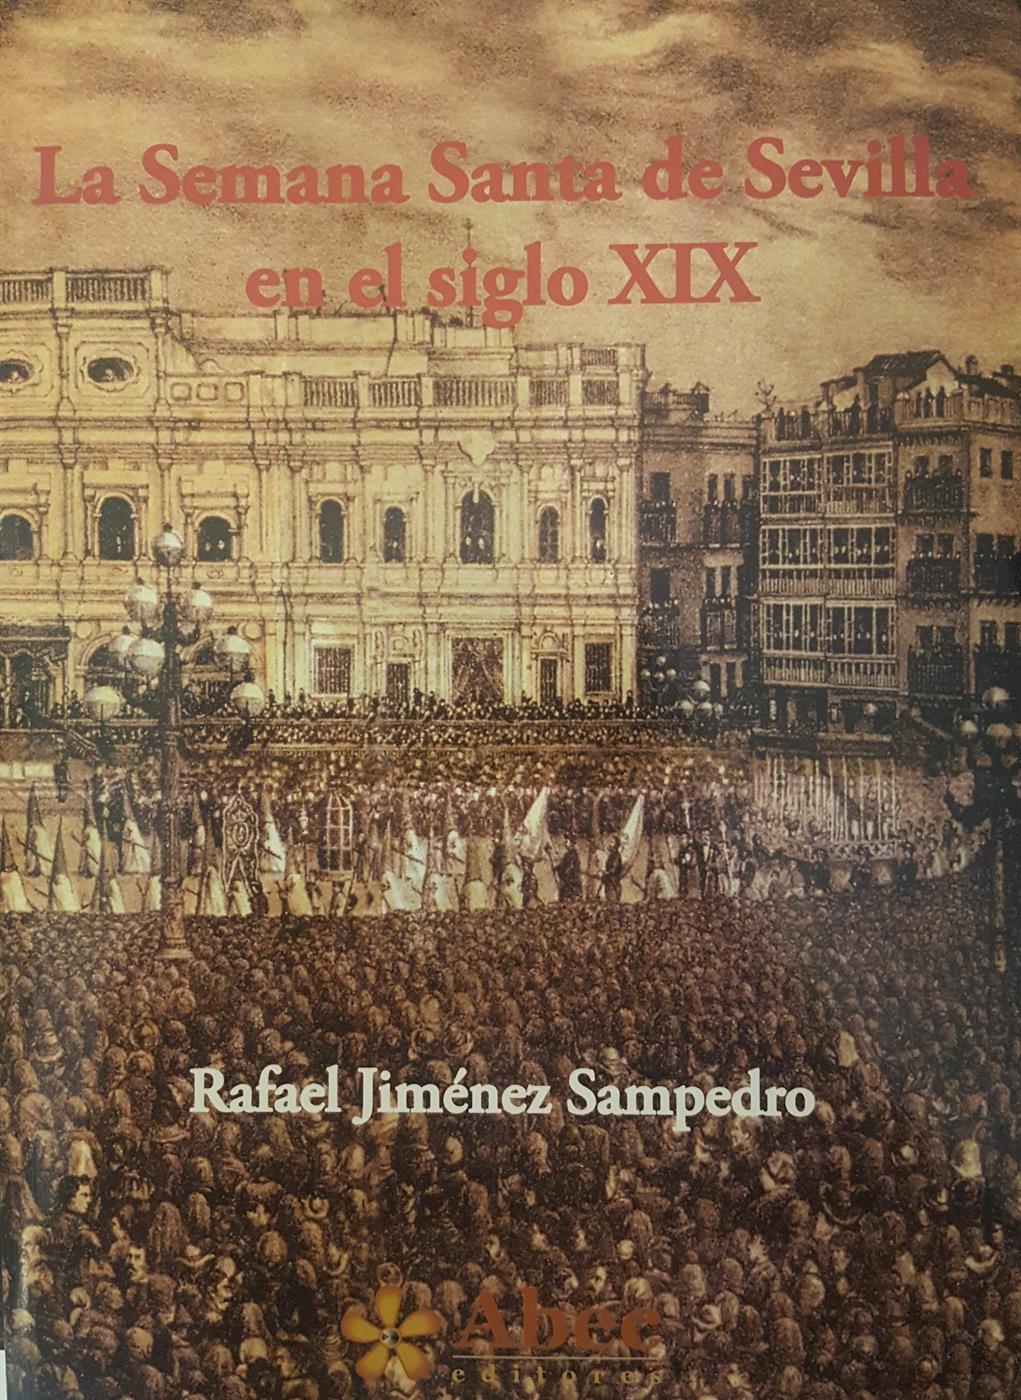 La Semana Santa de Sevilla
en el siglo XIX
Rafael Jiménez Sampedro
Abec
editores